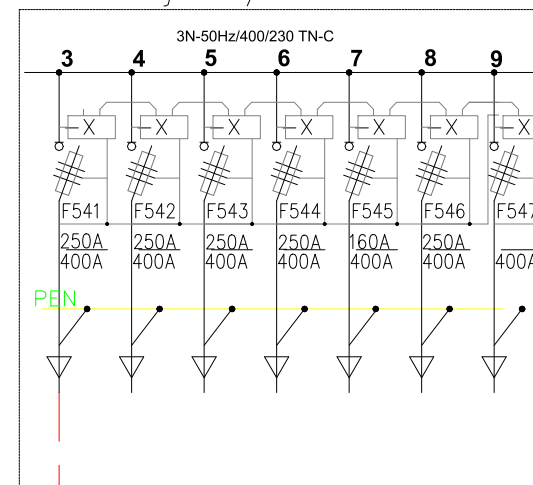 3N-50Hz/400/230 TN-C
3 4 5 6 7 8 9
X X X X X X X
F541 F542 F543 F544 F545 F546 F547
250A 250A 250A 250A 160A 250A
400A 400A 400A 400A 400A 400A 400A
PEN